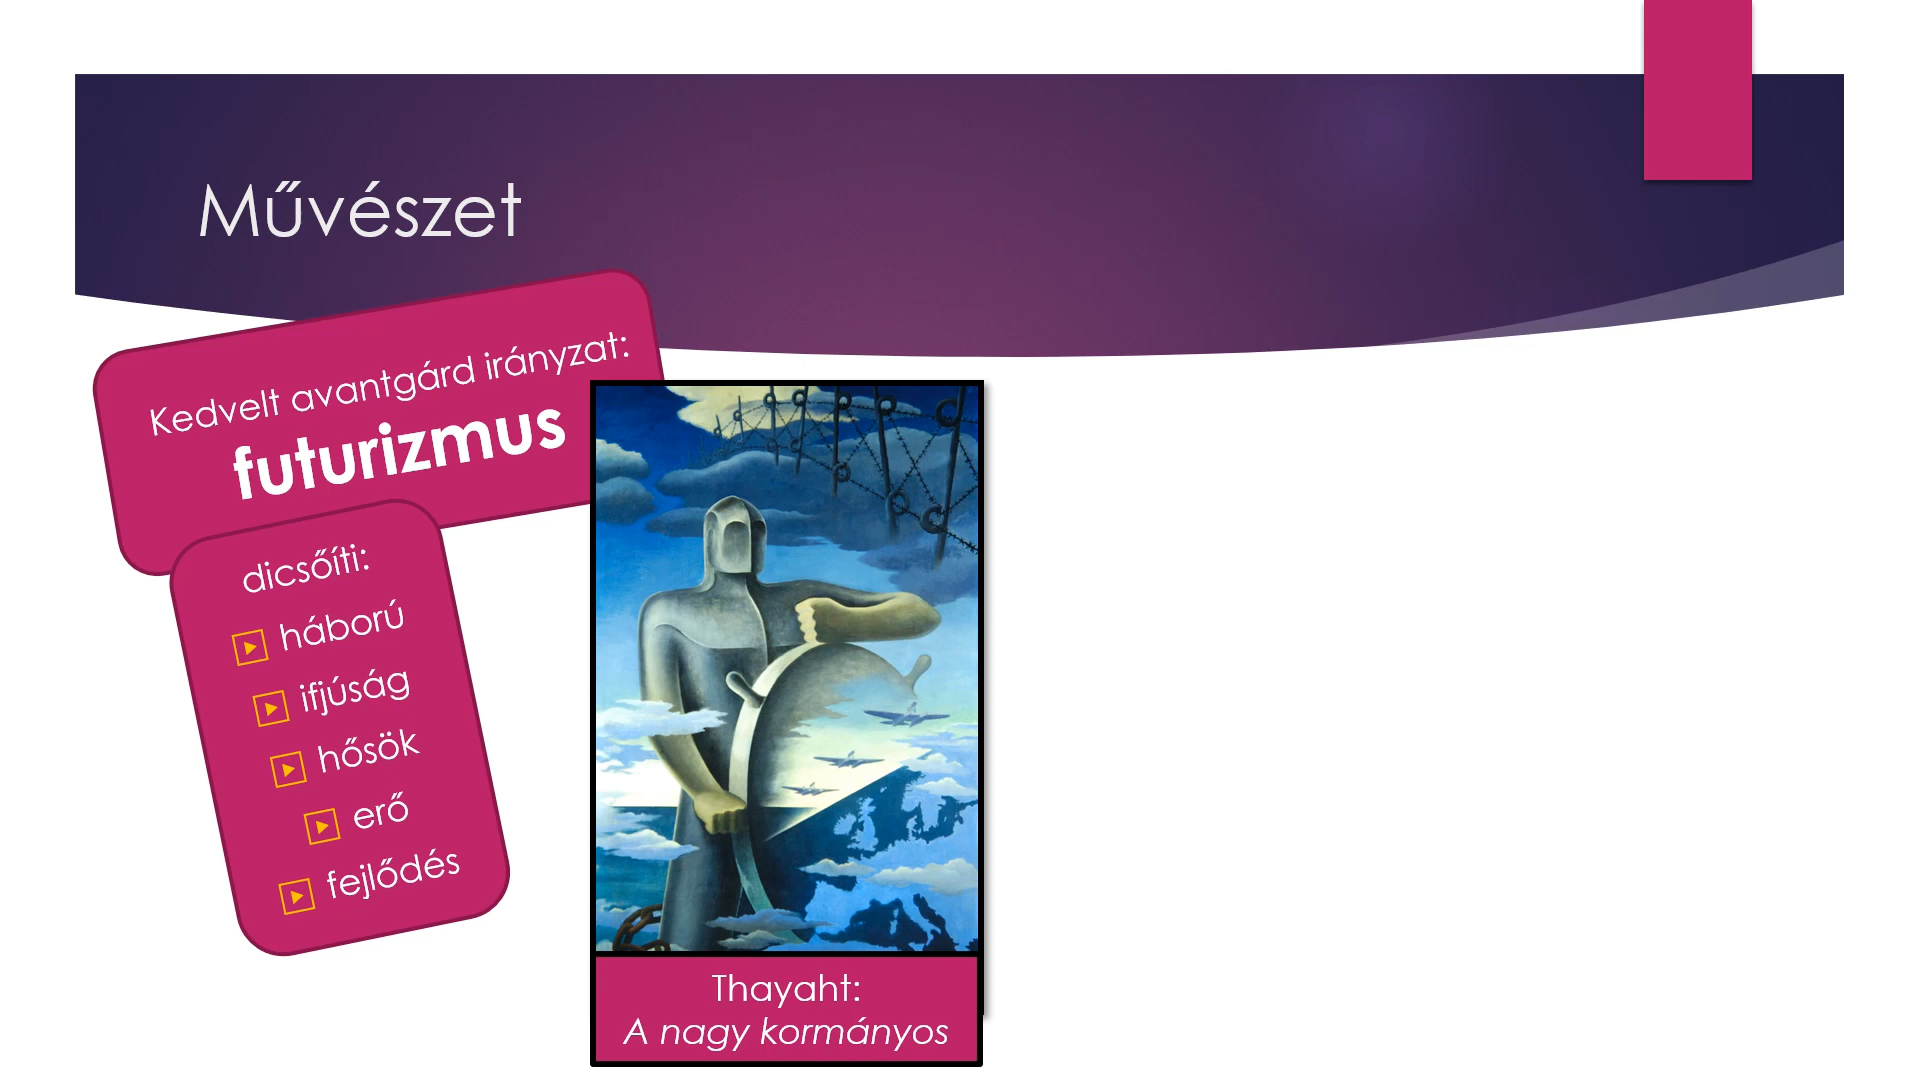 Művészet
Kedvelt avantgárd irányzat:
futurizmus
dicsőíti:
háború
ifjúság
hősök
erő
fejlődés
Thayaht:
A nagy kormányos